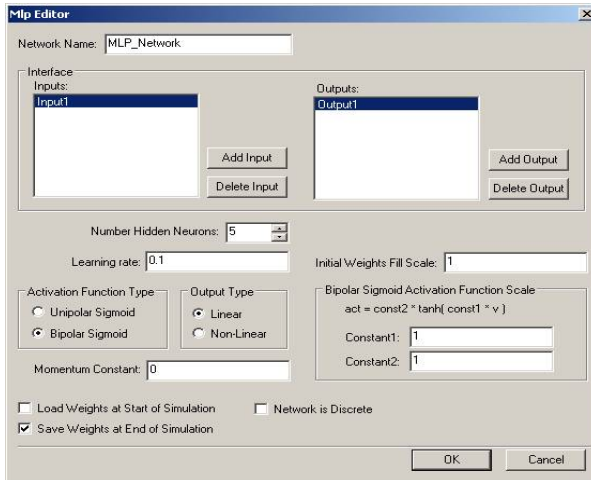 Mlp Editor
Network Name: MLP_Network
Interface
Inputs:
Input1
Add Input
Delete Input
Outputs:
Output1
Add Output
Delete Output
Number Hidden Neurons: 5
Learning rate: 0.1
Initial Weights Fill Scale: 1
Activation Function Type
Unipolar Sigmoid
Bipolar Sigmoid
Output Type
Linear
Non-Linear
Bipolar Sigmoid Activation Function Scale
act = const2 * tanh( const1 * v )
Constant1: 1
Constant2: 1
Momentum Constant: 0
Load Weights at Start of Simulation
Network is Discrete
Save Weights at End of Simulation
OK
Cancel